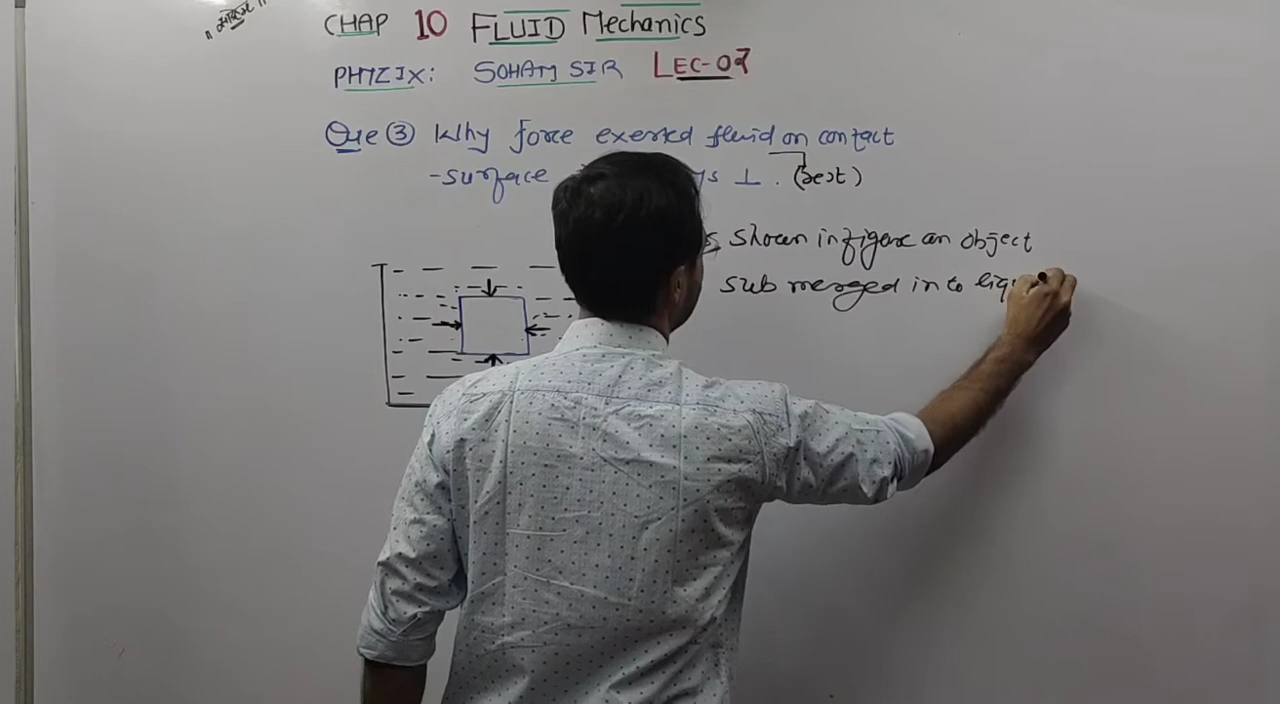 CHAP 10 FLUID Mechanics
PHYZIX: SOHAM SIR LEC-07
Que ③ Why force exerted fluid on contact
-surface ⊥. (rest)
shown in figure an object
sub merged in to